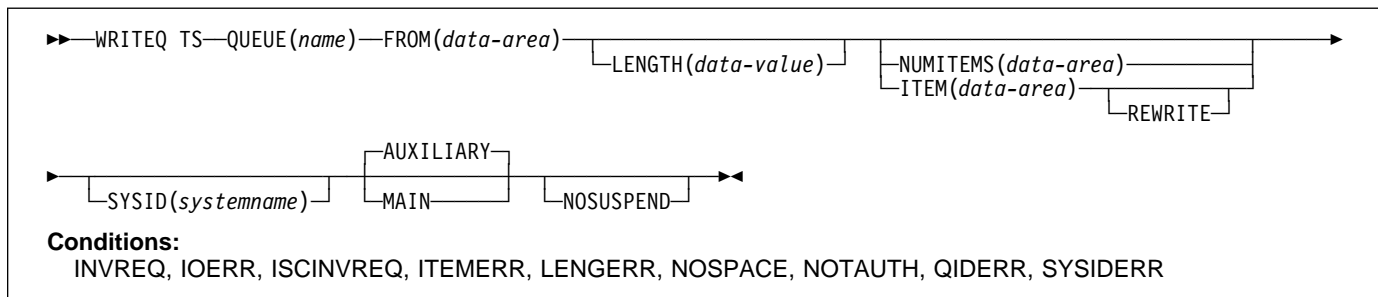 WRITEQ TS QUEUE(name) FROM(data-area)
LENGTH(data-value) NUMITEMS(data-area)
ITEM(data-area)
REWRITE
AUXILIARY
SYSID(systemname) MAIN NOSUSPEND
Conditions:
INVREQ, IOERR, ISCINVREQ, ITEMERR, LENGERR, NOSPACE, NOTAUTH, QIDERR, SYSIDERR